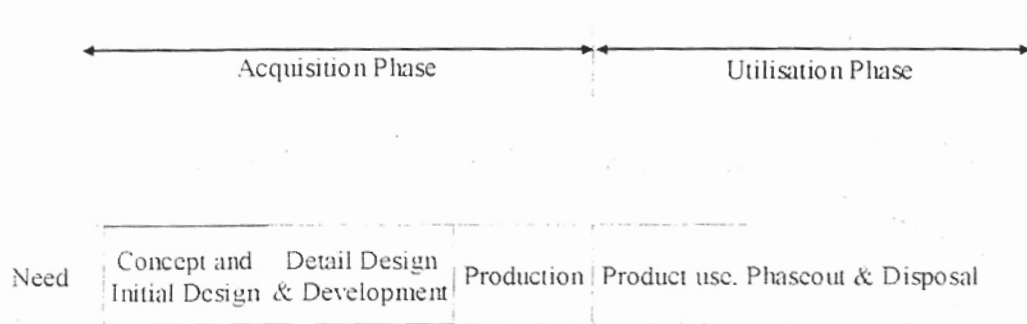 Acquisition Phase
Utilisation Phase
Need
Concept and
Initial Design
Detail Design
& Development
Production
Product use. Phaseout & Disposal